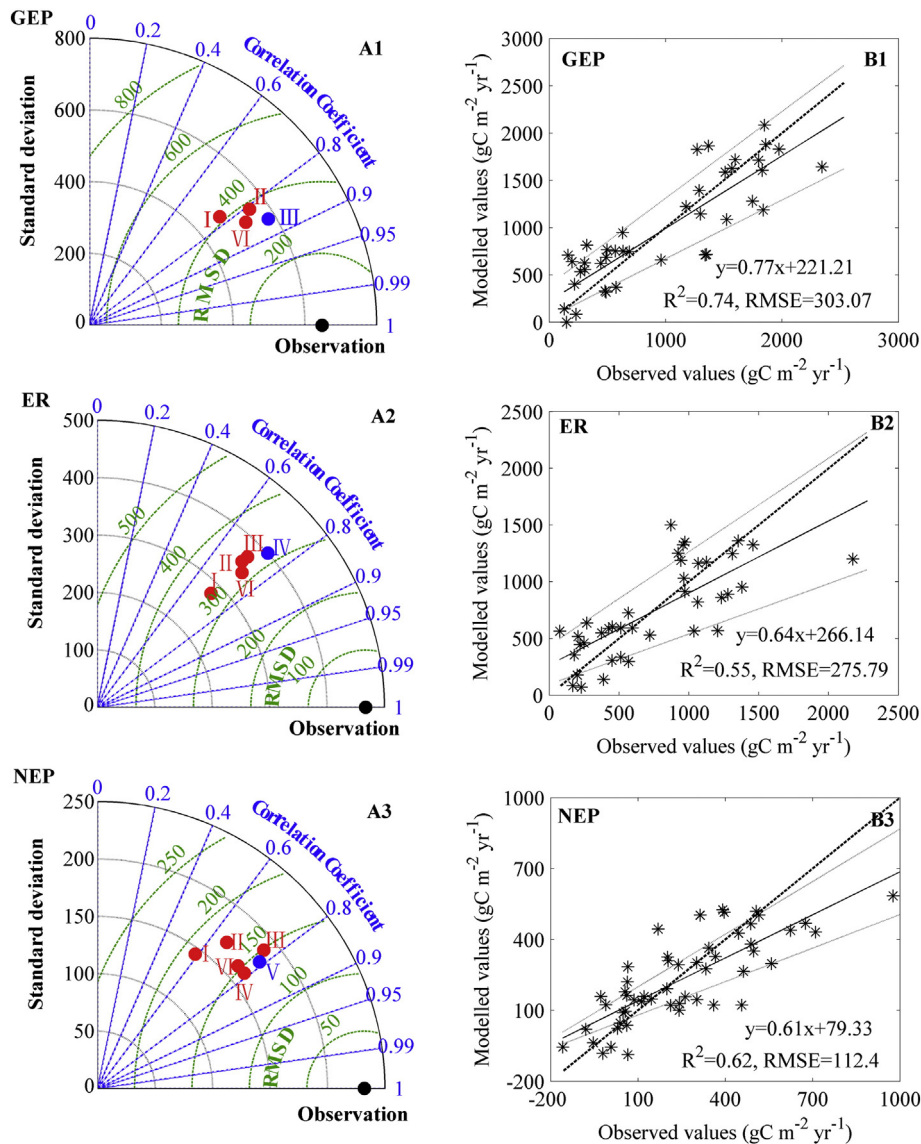 GEP
A1
800
600
400
200
0
Standard deviation
0
0.2
0.4
0.6
0.8
0.9
0.95
0.99
1
Correlation Coefficient
800
600
400
200
RMSD
I
II
III
VI
Observation
GEP
B1
3000
2500
2000
1500
1000
500
0
Modelled values (gC m-2 yr-1)
y=0.77x+221.21
R2=0.74, RMSE=303.07
0
1000
2000
3000
Observed values (gC m-2 yr-1)
ER
A2
500
400
300
200
100
0
Standard deviation
0
0.2
0.4
0.6
0.8
0.9
0.95
0.99
1
Correlation Coefficient
500
400
300
200
100
RMSD
I
II
III
IV
VI
Observation
ER
B2
2500
2000
1500
1000
500
0
Modelled values (gC m-2 yr-1)
y=0.64x+266.14
R2=0.55, RMSE=275.79
0
500
1000
1500
2000
2500
Observed values (gC m-2 yr-1)
NEP
A3
250
200
150
100
50
0
Standard deviation
0
0.2
0.4
0.6
0.8
0.9
0.95
0.99
1
Correlation Coefficient
250
200
150
100
50
RMSD
I
II
III
VI
V
IV
Observation
NEP
B3
1000
700
400
100
-200
Modelled values (gC m-2 yr-1)
y=0.61x+79.33
R2=0.62, RMSE=112.4
-200
100
400
700
1000
Observed values (gC m-2 yr-1)